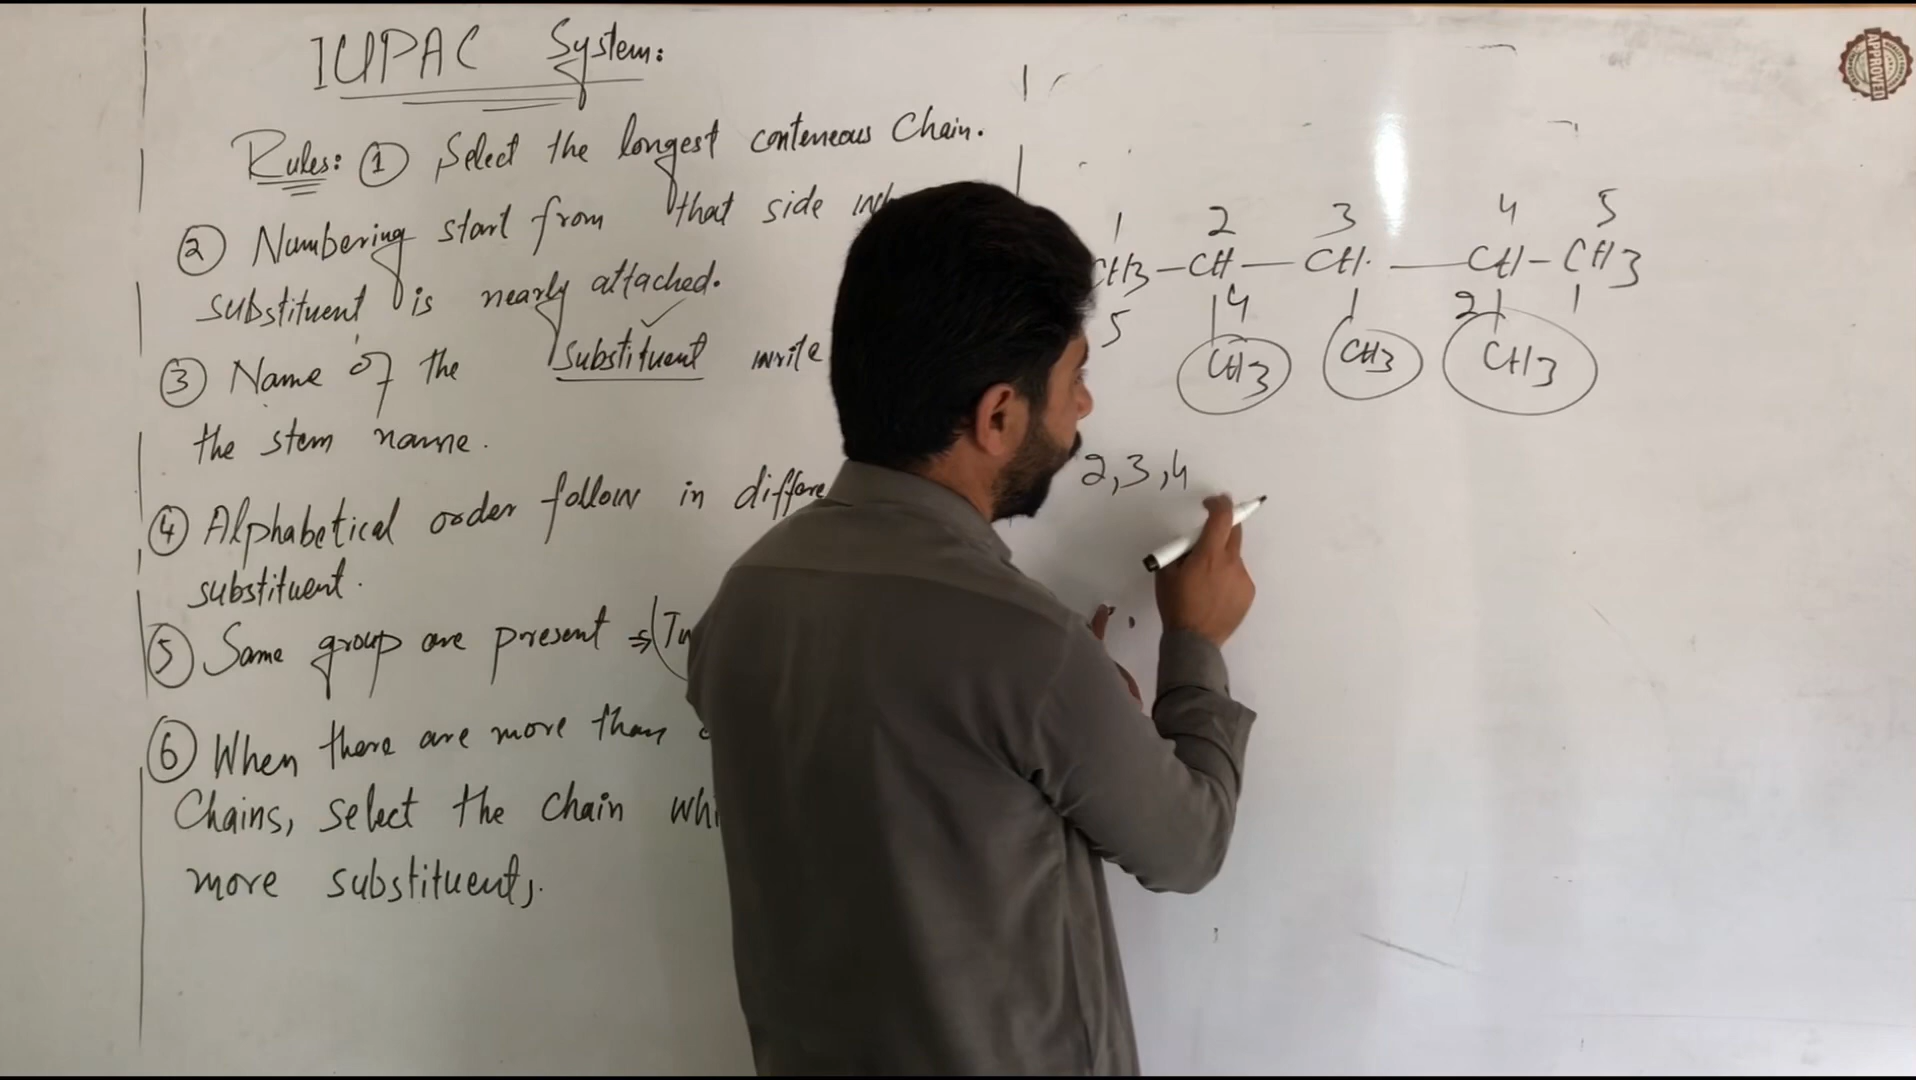 IUPAC System:
Rules: ① Select the longest conteneous Chain.
② Numbering start from that side
substituent is nearly attached.
③ Name of the substituent write
the stem name.
④ Alphabetical order follow in
substituent.
⑤ Same group are present ⇒
⑥ When there are more than
Chains, select the chain
more substituents.
1 2 3 4 5
CH3—CH—CH—CH—CH3
5 4 2 1
CH3 CH3 CH3
2,3,4
APPROVED